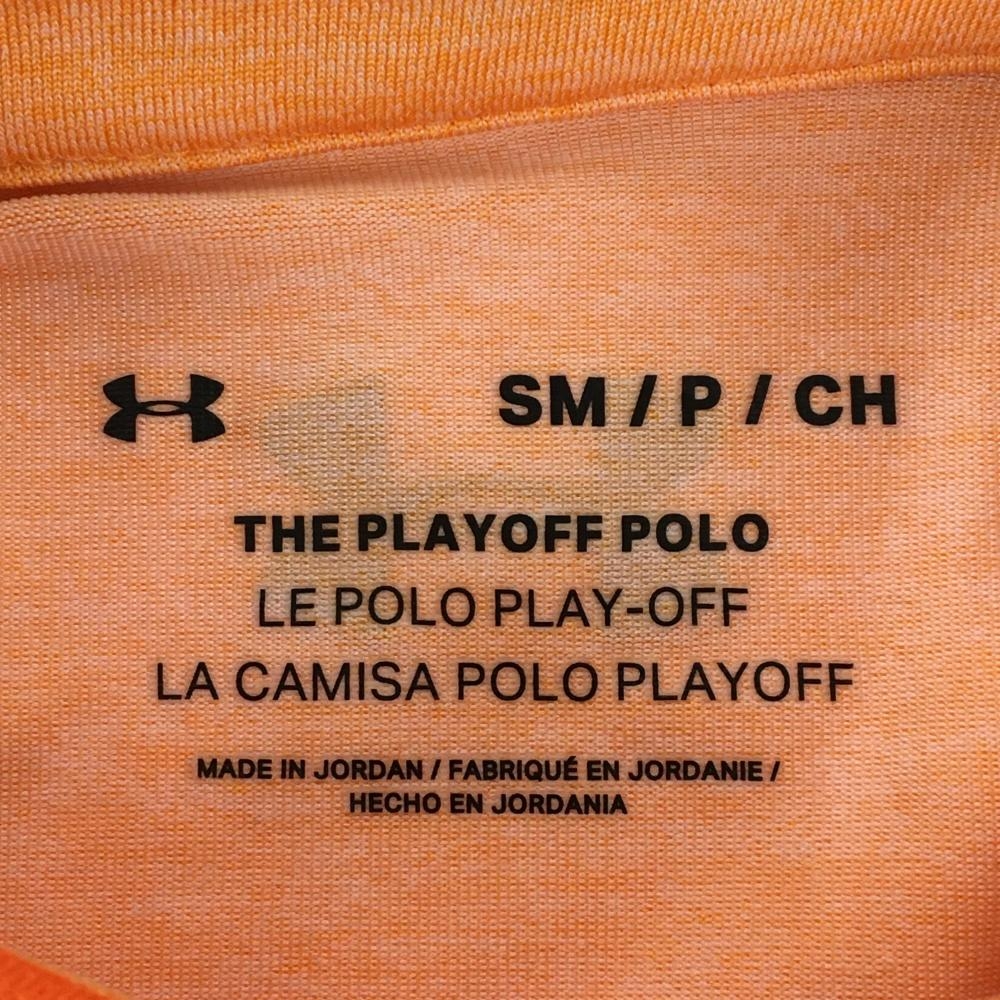 SM / P / CH
THE PLAYOFF POLO
LE POLO PLAY-OFF
LA CAMISA POLO PLAYOFF
MADE IN JORDAN / FABRIQUÉ EN JORDANIE /
HECHO EN JORDANIA